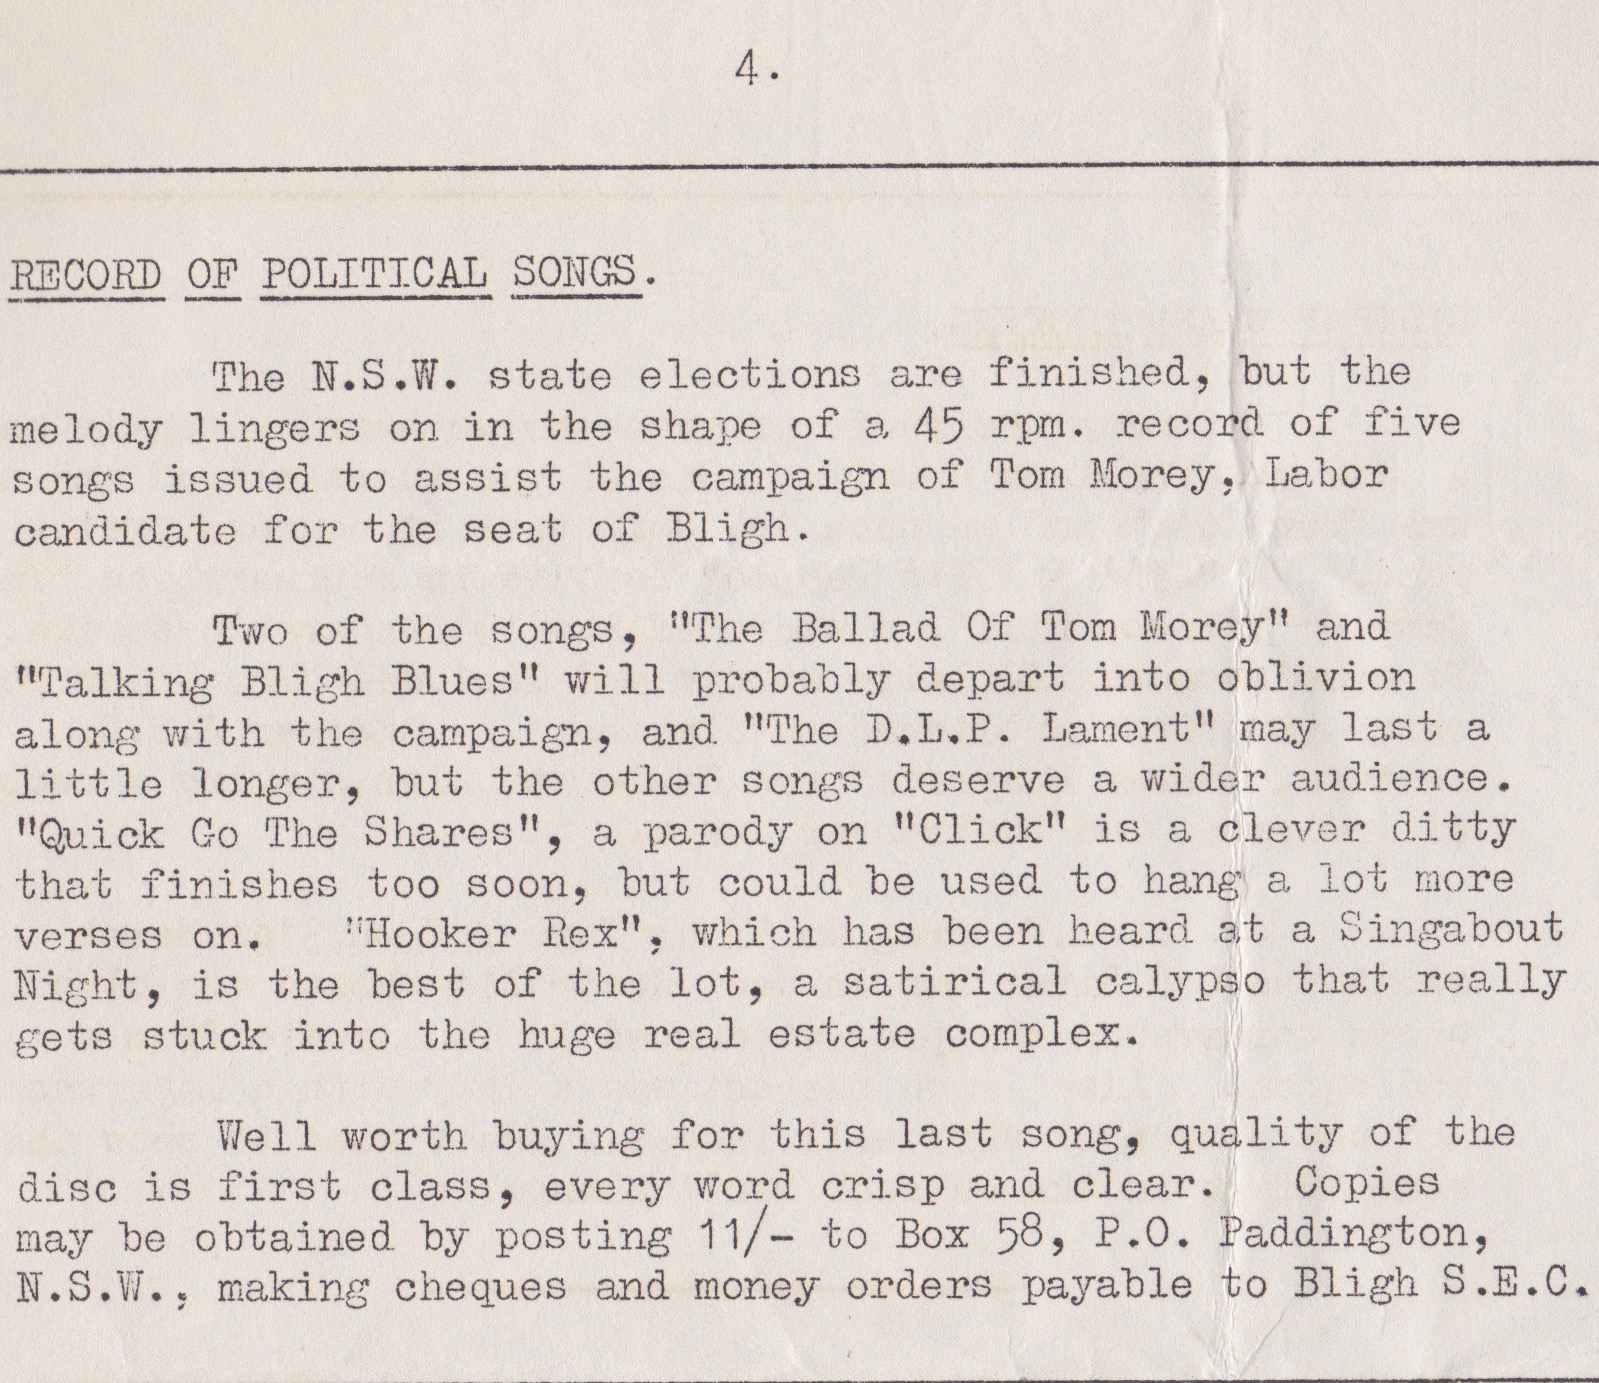 4.
RECORD OF POLITICAL SONGS.
The N.S.W. state elections are finished, but the
melody lingers on in the shape of a 45 rpm. record of five
songs issued to assist the campaign of Tom Morey, Labor
candidate for the seat of Bligh.
Two of the songs, "The Ballad Of Tom Morey" and
"Talking Bligh Blues" will probably depart into oblivion
along with the campaign, and "The D.L.P. Lament" may last a
little longer, but the other songs deserve a wider audience.
"Quick Go The Shares", a parody on "Click" is a clever ditty
that finishes too soon, but could be used to hang a lot more
verses on. "Hooker Rex", which has been heard at a Singabout
Night, is the best of the lot, a satirical calypso that really
gets stuck into the huge real estate complex.
Well worth buying for this last song, quality of the
disc is first class, every word crisp and clear. Copies
may be obtained by posting 11/- to Box 58, P.O. Paddington,
N.S.W., making cheques and money orders payable to Bligh S.E.C.